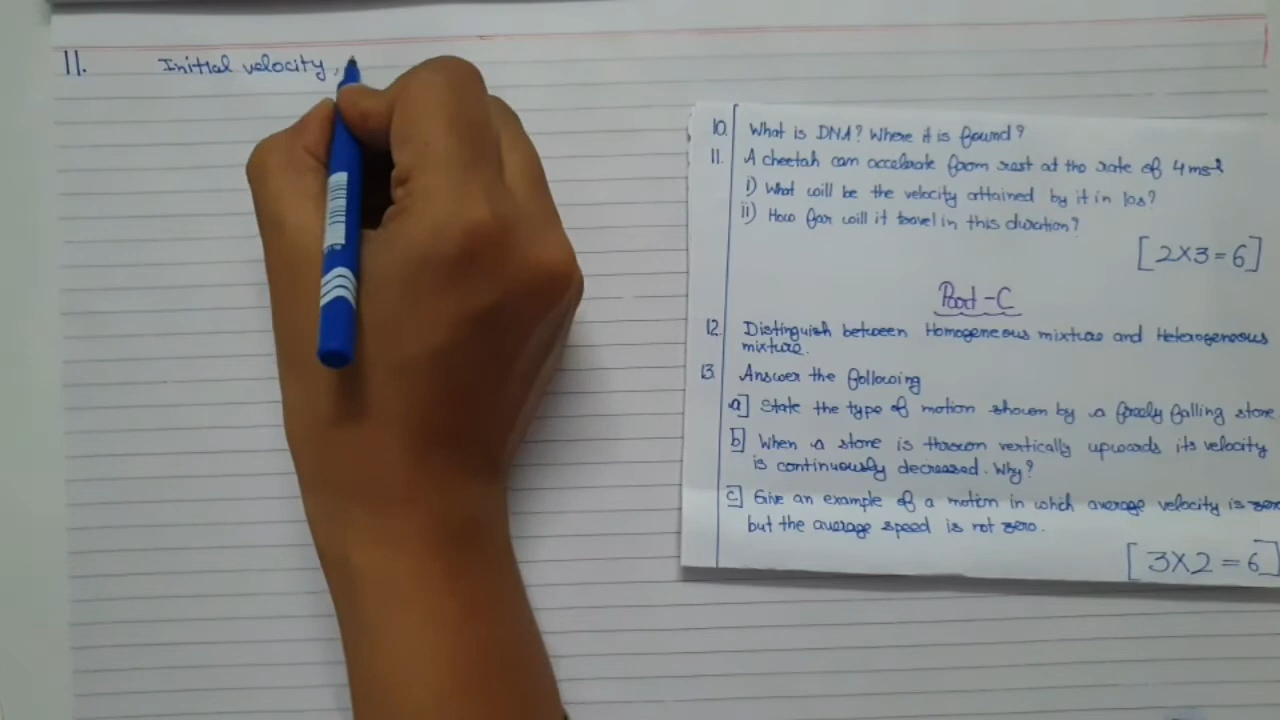 11. Initial velocity,
10. What is DNA? Where it is found?
11. A cheetah can accelerate from rest at the rate of 4ms-2
i) What will be the velocity attained by it in 10s?
ii) How far will it travel in this duration?
[2X3=6]
Part-C
12. Distinguish between Homogeneous mixture and Heterogeneous
mixture.
13. Answer the following
a] State the type of motion shown by a freely falling stone
b] When a stone is thrown vertically upwards its velocity
is continuously decreased. Why?
c] Give an example of a motion in which average velocity is zero
but the average speed is not zero.
[3X2=6]